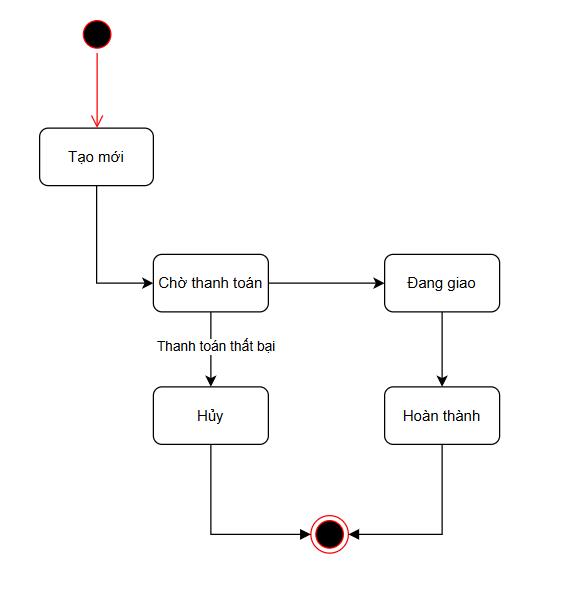 Tạo mới
Chờ thanh toán
Đang giao
Thanh toán thất bại
Hủy
Hoàn thành